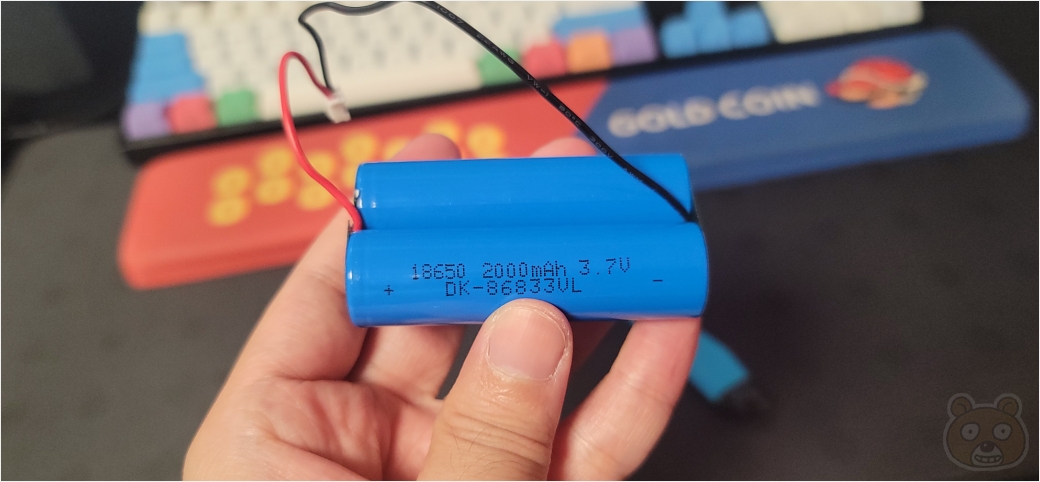 GOLD COIN
18650 2000mAh 3.7V
+ DK-86833VL -